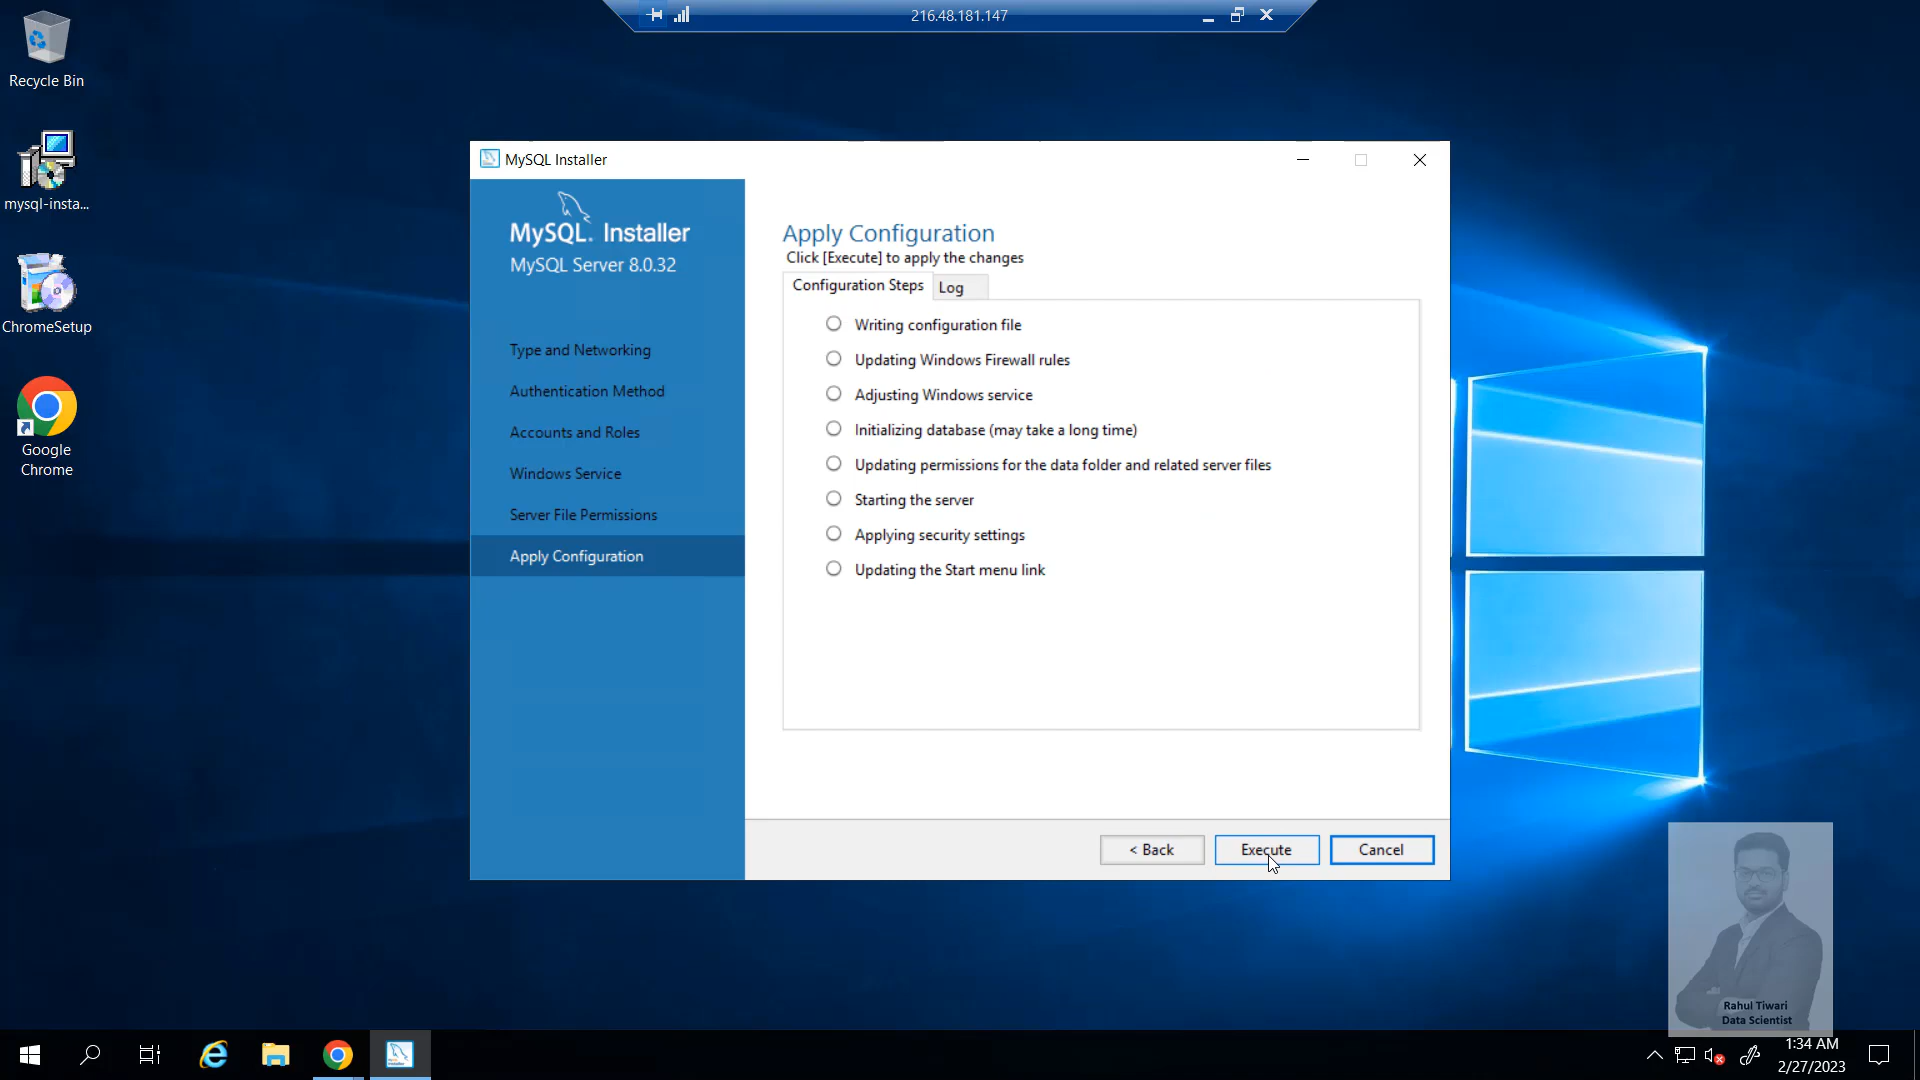 216.48.181.147
Recycle Bin
mysql-insta...
ChromeSetup
Google
Chrome
MySQL Installer
MySQL. Installer
MySQL Server 8.0.32
Type and Networking
Authentication Method
Accounts and Roles
Windows Service
Server File Permissions
Apply Configuration
Apply Configuration
Click [Execute] to apply the changes
Configuration Steps
Log
Writing configuration file
Updating Windows Firewall rules
Adjusting Windows service
Initializing database (may take a long time)
Updating permissions for the data folder and related server files
Starting the server
Applying security settings
Updating the Start menu link
< Back
Execute
Cancel
Rahul Tiwari
Data Scientist
1:34 AM
2/27/2023